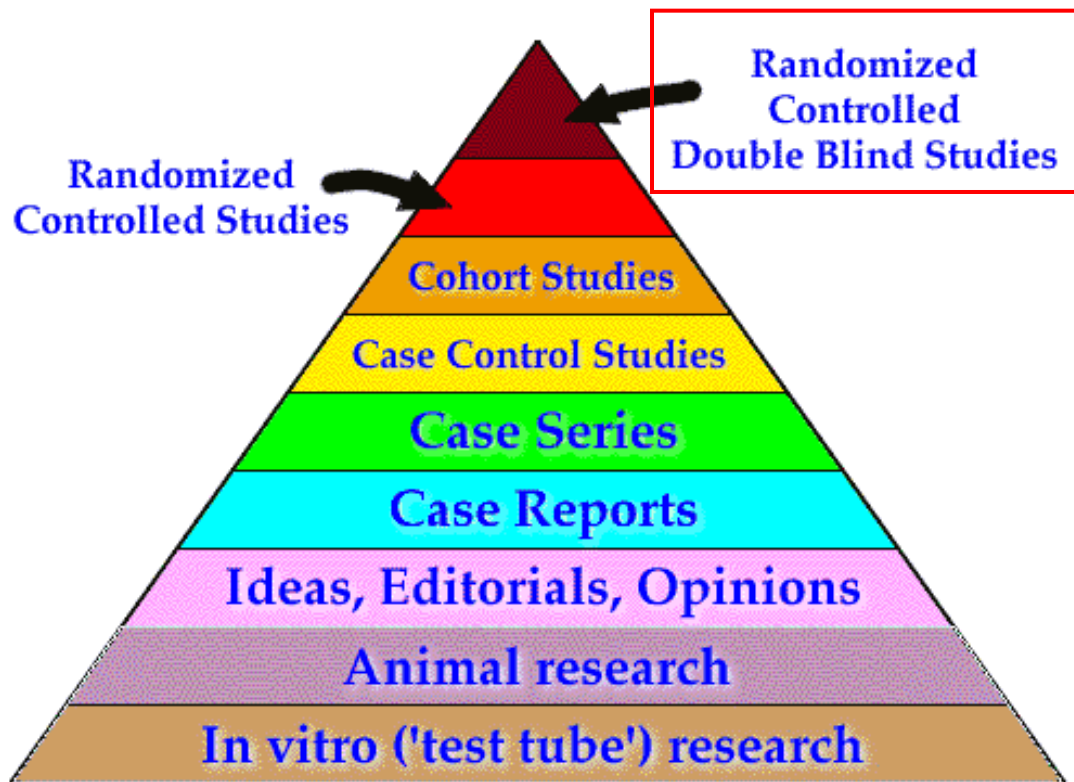 Randomized
Controlled
Double Blind Studies
Randomized
Controlled Studies
Cohort Studies
Case Control Studies
Case Series
Case Reports
Ideas, Editorials, Opinions
Animal research
In vitro ('test tube') research